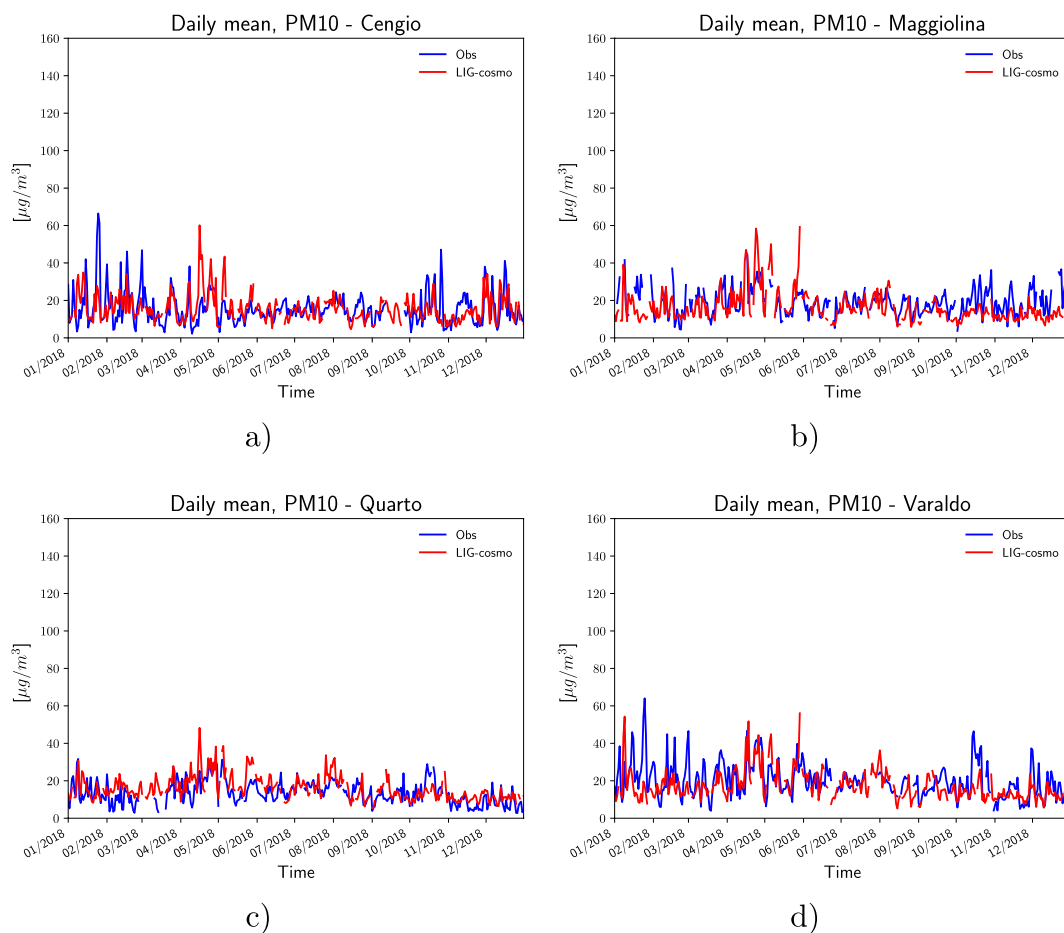 Daily mean, PM10 - Cengio
160
140
120
100
80
60
40
20
0
[μg/m³]
Obs
LIG-cosmo
01/2018 02/2018 03/2018 04/2018 05/2018 06/2018 07/2018 08/2018 09/2018 10/2018 11/2018 12/2018
Time
a)
Daily mean, PM10 - Maggiolina
160
140
120
100
80
60
40
20
0
[μg/m³]
Obs
LIG-cosmo
01/2018 02/2018 03/2018 04/2018 05/2018 06/2018 07/2018 08/2018 09/2018 10/2018 11/2018 12/2018
Time
b)
Daily mean, PM10 - Quarto
160
140
120
100
80
60
40
20
0
[μg/m³]
Obs
LIG-cosmo
01/2018 02/2018 03/2018 04/2018 05/2018 06/2018 07/2018 08/2018 09/2018 10/2018 11/2018 12/2018
Time
c)
Daily mean, PM10 - Varaldo
160
140
120
100
80
60
40
20
0
[μg/m³]
Obs
LIG-cosmo
01/2018 02/2018 03/2018 04/2018 05/2018 06/2018 07/2018 08/2018 09/2018 10/2018 11/2018 12/2018
Time
d)